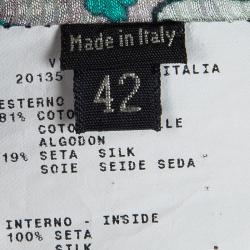 Made in Italy
42
V
20135 ITALIA
ESTERNO
81% COTO
COTO LE
ALGODON
19% SETA SILK
SOIE SEIDE SEDA
INTERNO - INSIDE
100% SETA